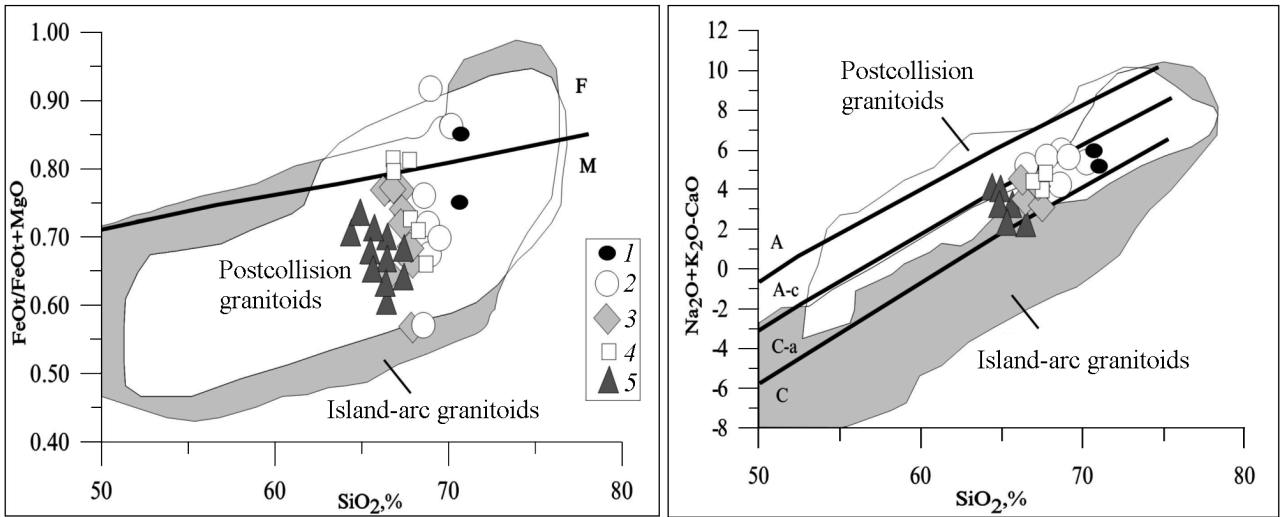 1.00
0.90
0.80
0.70
0.60
0.50
0.40
FeOt/FeOt+MgO
F
M
Postcollision
granitoids
Island-arc granitoids
1
2
3
4
5
50
60
70
80
SiO₂,%
12
10
8
6
4
2
0
-2
-4
-6
-8
Na₂O+K₂O-CaO
Postcollision
granitoids
A
A-c
C-a
C
Island-arc granitoids
50
60
70
80
SiO₂,%